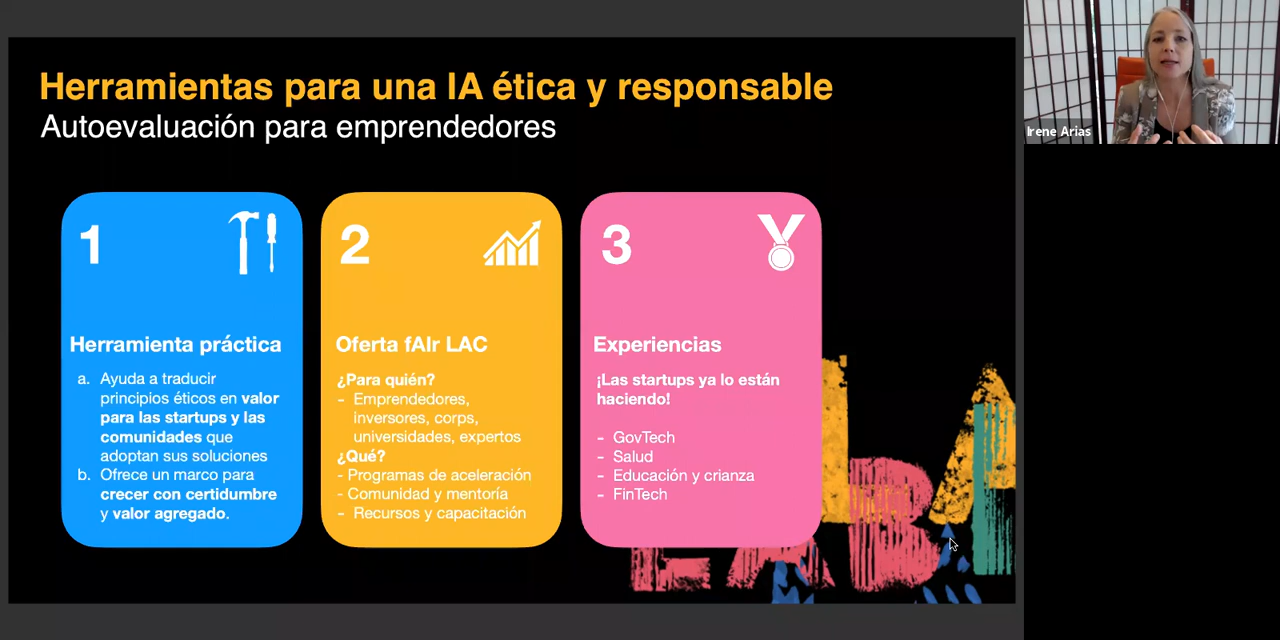 Herramientas para una IA ética y responsable
Autoevaluación para emprendedores
1
Herramienta práctica
a. Ayuda a traducir
principios éticos en valor
para las startups y las
comunidades que
adoptan sus soluciones
b. Ofrece un marco para
crecer con certidumbre
y valor agregado.
2
Oferta fAIr LAC
¿Para quién?
- Emprendedores,
inversores, corps,
universidades, expertos
¿Qué?
- Programas de aceleración
- Comunidad y mentoría
- Recursos y capacitación
3
Experiencias
¡Las startups ya lo están
haciendo!
- GovTech
- Salud
- Educación y crianza
- FinTech
LAB
Irene Arias